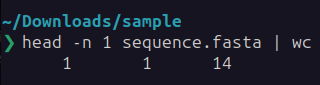 ~/Downloads/sample
❯ head -n 1 sequence.fasta | wc
1 1 14